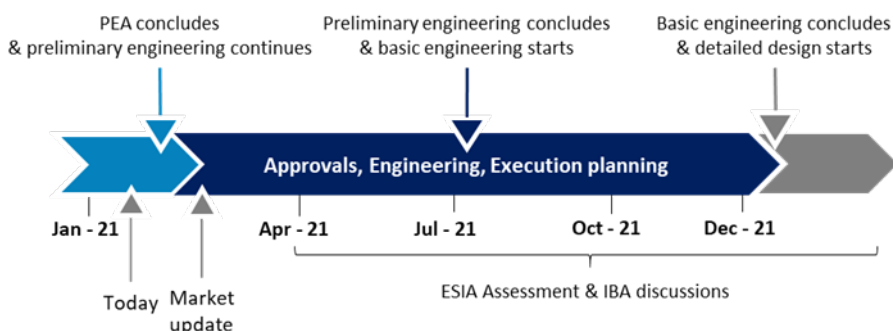 PEA concludes
& preliminary engineering continues
Preliminary engineering concludes
& basic engineering starts
Basic engineering concludes
& detailed design starts
Approvals, Engineering, Execution planning
Jan - 21
Apr - 21
Jul - 21
Oct - 21
Dec - 21
Today
Market
update
ESIA Assessment & IBA discussions